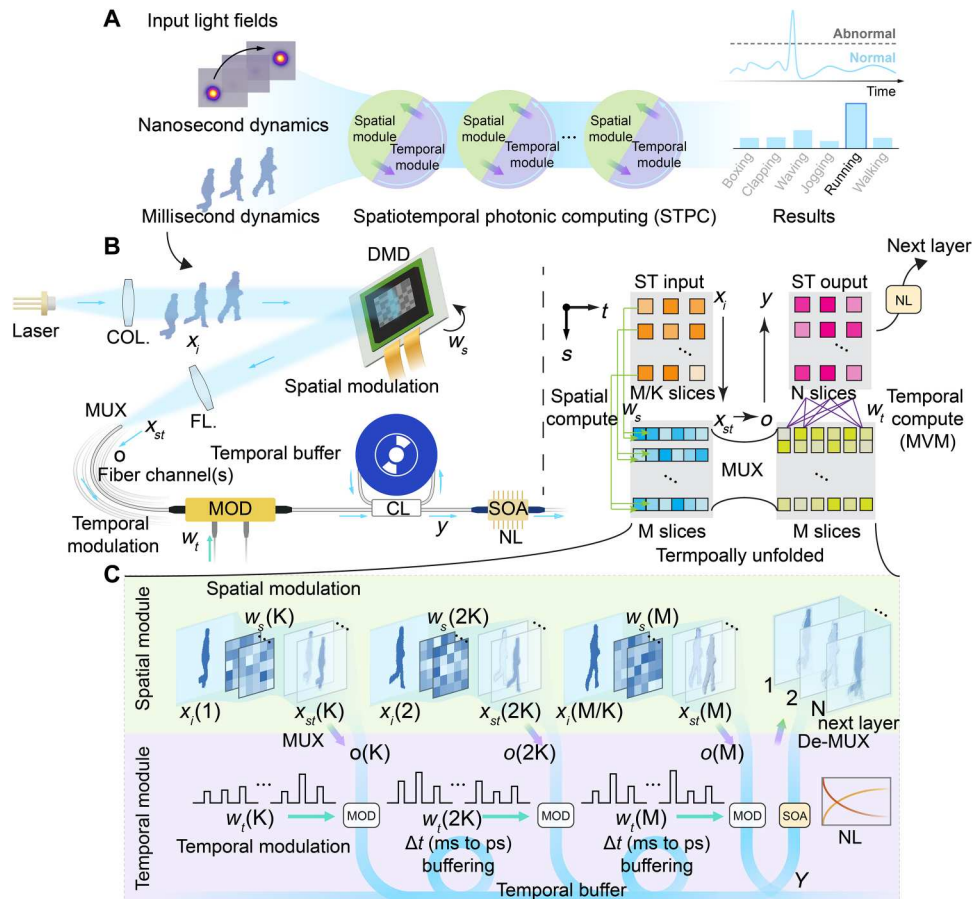 A
Input light fields
Nanosecond dynamics
Millisecond dynamics
Spatial module
Temporal module
Spatial module
Temporal module
...
Spatial module
Temporal module
Spatiotemporal photonic computing (STPC)
Abnormal
Normal
Time
Boxing
Clapping
Waving
Jogging
Running
Walking
Results
B
Laser
COL.
x_i
DMD
w_s
Spatial modulation
FL.
MUX
x_st
o
Fiber channel(s)
Temporal modulation
MOD
w_t
Temporal buffer
CL
y
SOA
NL
t
s
ST input
x_i
y
ST ouput
NL
Next layer
...
...
M/K slices
N slices
Spatial compute
w_s
x_st
o
w_t
Temporal compute (MVM)
MUX
...
...
M slices
M slices
Termpoally unfolded
C
Spatial module
Spatial modulation
w_s(K)
w_s(2K)
w_s(M)
x_i(1)
x_st(K)
x_i(2)
x_st(2K)
x_i(M/K)
x_st(M)
1
2
N
next layer
De-MUX
MUX
o(K)
o(2K)
o(M)
Temporal module
...
...
...
w_t(K)
MOD
w_t(2K)
MOD
w_t(M)
MOD
SOA
NL
Temporal modulation
Δt (ms to ps)
buffering
Δt (ms to ps)
buffering
Temporal buffer
Y